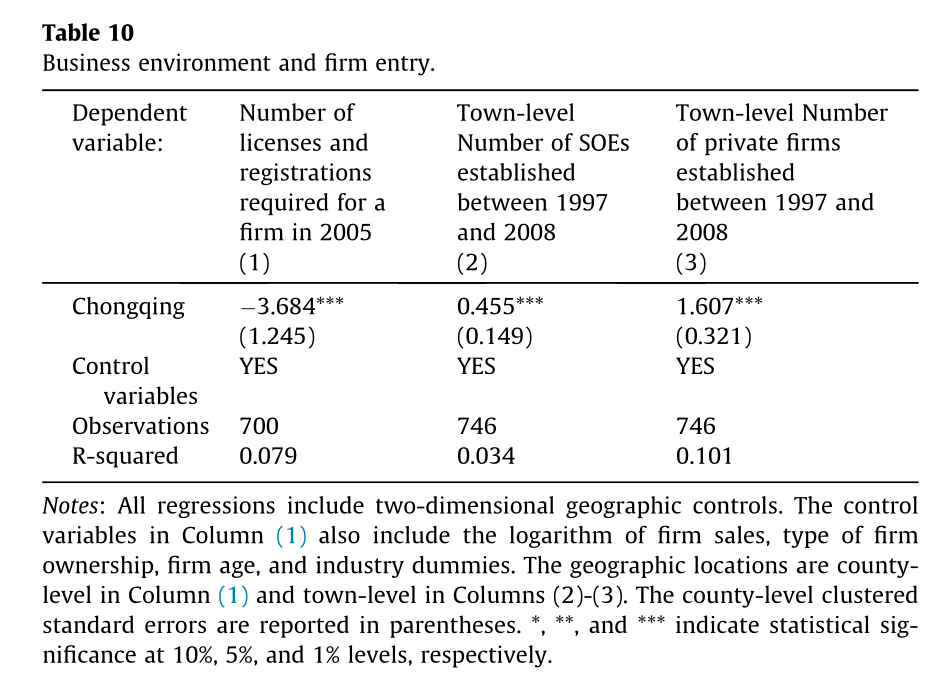 Table 10
Business environment and firm entry.
Dependent variable: Number of licenses and registrations required for a firm in 2005 (1) Town-level Number of SOEs established between 1997 and 2008 (2) Town-level Number of private firms established between 1997 and 2008 (3)
Chongqing −3.684*** 0.455*** 1.607***
(1.245) (0.149) (0.321)
Control variables YES YES YES
Observations 700 746 746
R-squared 0.079 0.034 0.101
Notes: All regressions include two-dimensional geographic controls. The control
variables in Column (1) also include the logarithm of firm sales, type of firm
ownership, firm age, and industry dummies. The geographic locations are county-
level in Column (1) and town-level in Columns (2)-(3). The county-level clustered
standard errors are reported in parentheses. *, **, and *** indicate statistical sig-
nificance at 10%, 5%, and 1% levels, respectively.